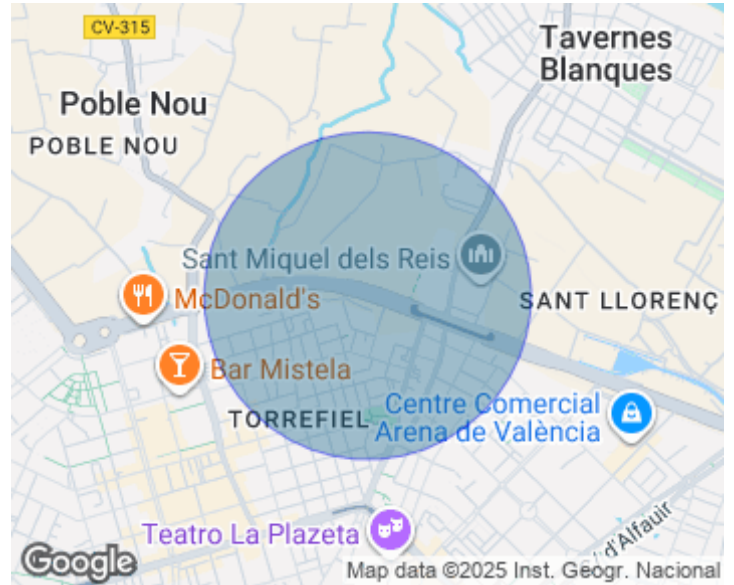 CV-315
Tavernes
Blanques
Poble Nou
POBLE NOU
Sant Miquel dels Reis
McDonald's
SANT LLORENÇ
Bar Mistela
TORREFIEL
Centre Comercial
Arena de València
Teatro La Plazeta
d'Alfauir
Google
Map data ©2025 Inst. Geogr. Nacional